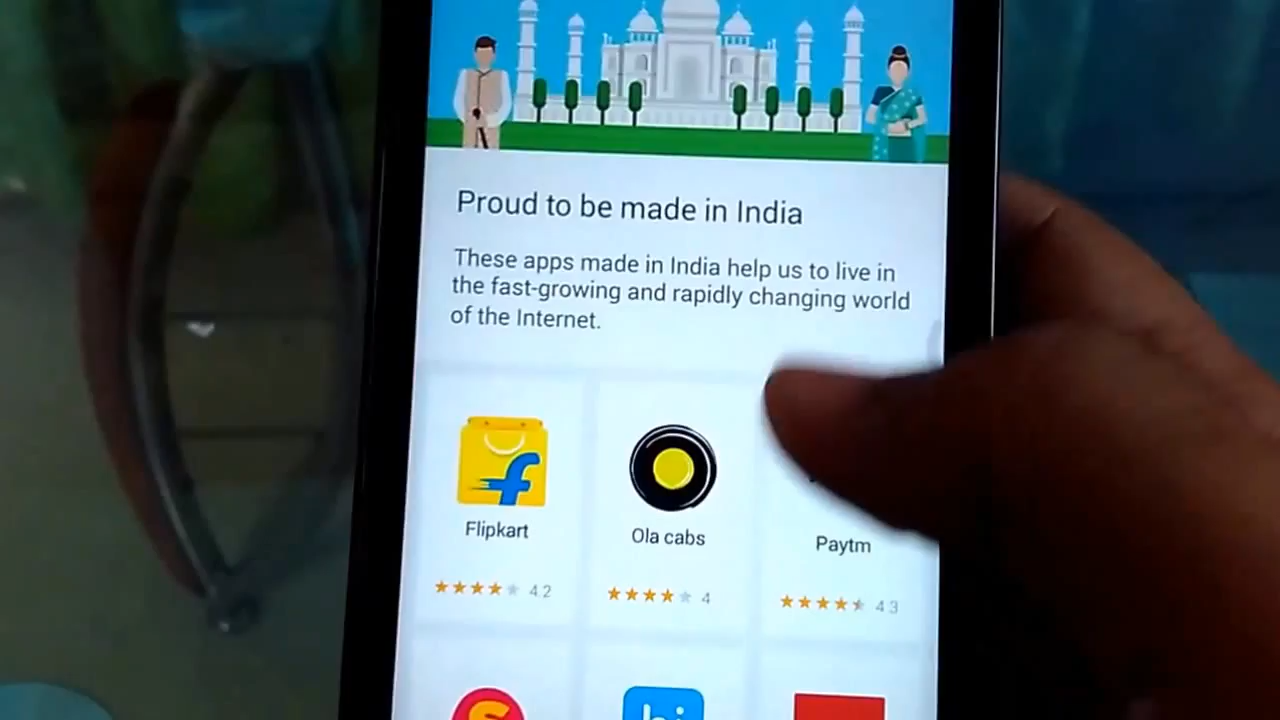 Proud to be made in India
These apps made in India help us to live in
the fast-growing and rapidly changing world
of the Internet.
f
Flipkart
Ola cabs
Paytm
4.2
4
4.3
S
hi